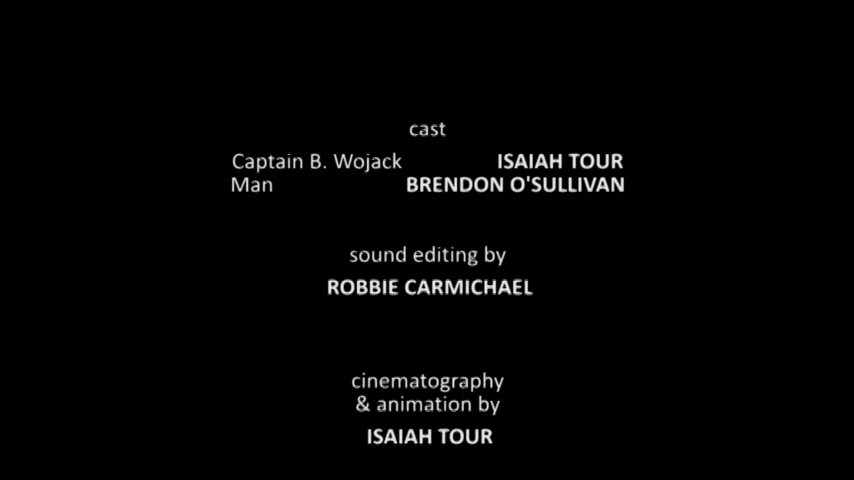 cast
Captain B. Wojack ISAIAH TOUR
Man BRENDON O'SULLIVAN
sound editing by
ROBBIE CARMICHAEL
cinematography
& animation by
ISAIAH TOUR